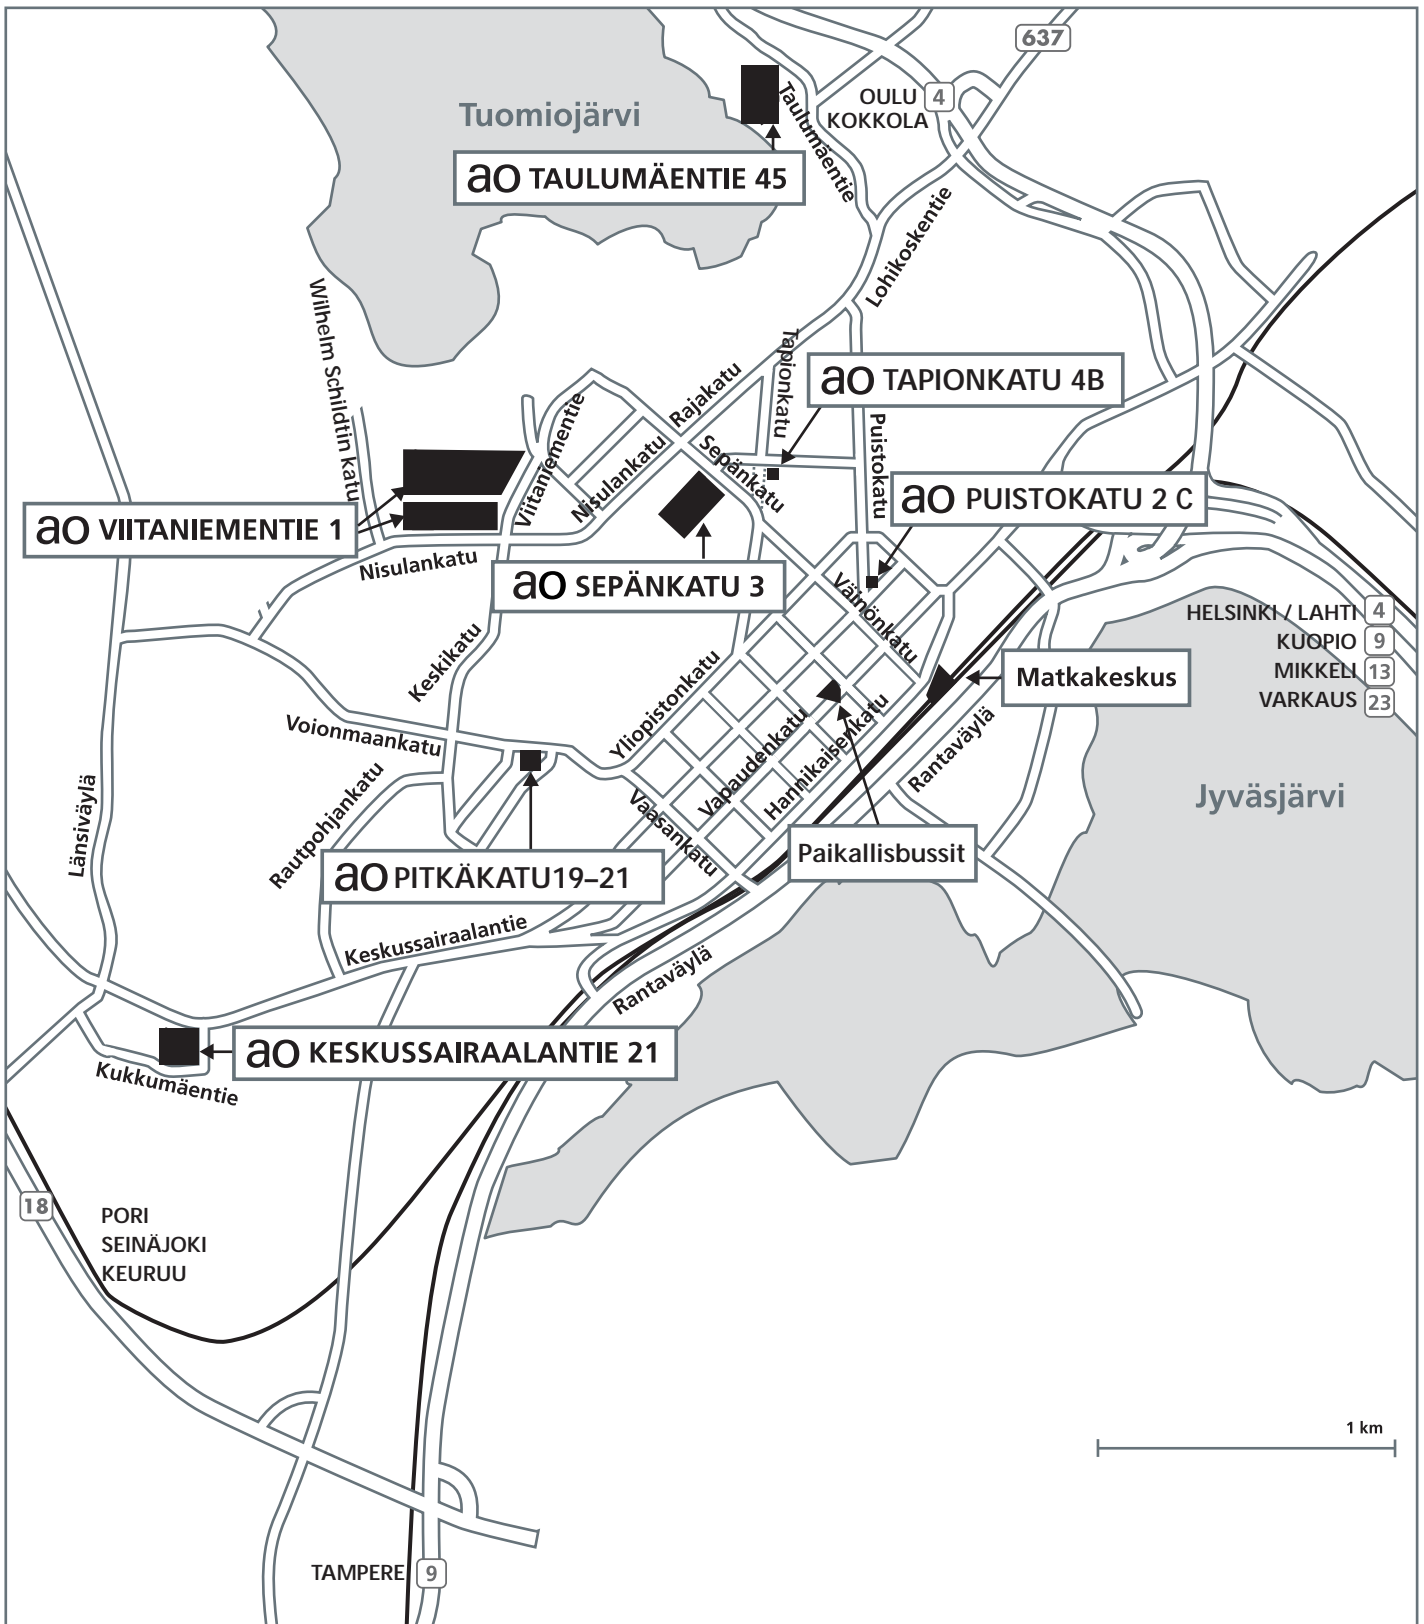 637
OULU 4
KOKKOLA
Tuomiojärvi
Taulumäentie
ao TAULUMÄENTIE 45
Lohikoskentie
Wilhelm Schildtin katu
Tapionkatu
Rajakatu
ao TAPIONKATU 4B
Viitaniementie
Nisulankatu
Sepänkatu
Puistokatu
ao PUISTOKATU 2 C
ao VIITANIEMENTIE 1
Nisulankatu
ao SEPÄNKATU 3
Väinönkatu
HELSINKI / LAHTI 4
KUOPIO 9
MIKKELI 13
VARKAUS 23
Keskikatu
Matkakeskus
Yliopistonkatu
Voionmaankatu
Vapaudenkatu
Hannikaisenkatu
Rantaväylä
Jyväsjärvi
Länsiväylä
Rautpohjankatu
Vaasankatu
Paikallisbussit
ao PITKÄKATU19–21
Keskussairaalantie
Rantaväylä
ao KESKUSSAIRAALANTIE 21
Kukkumäentie
18
PORI
SEINÄJOKI
KEURUU
1 km
TAMPERE 9